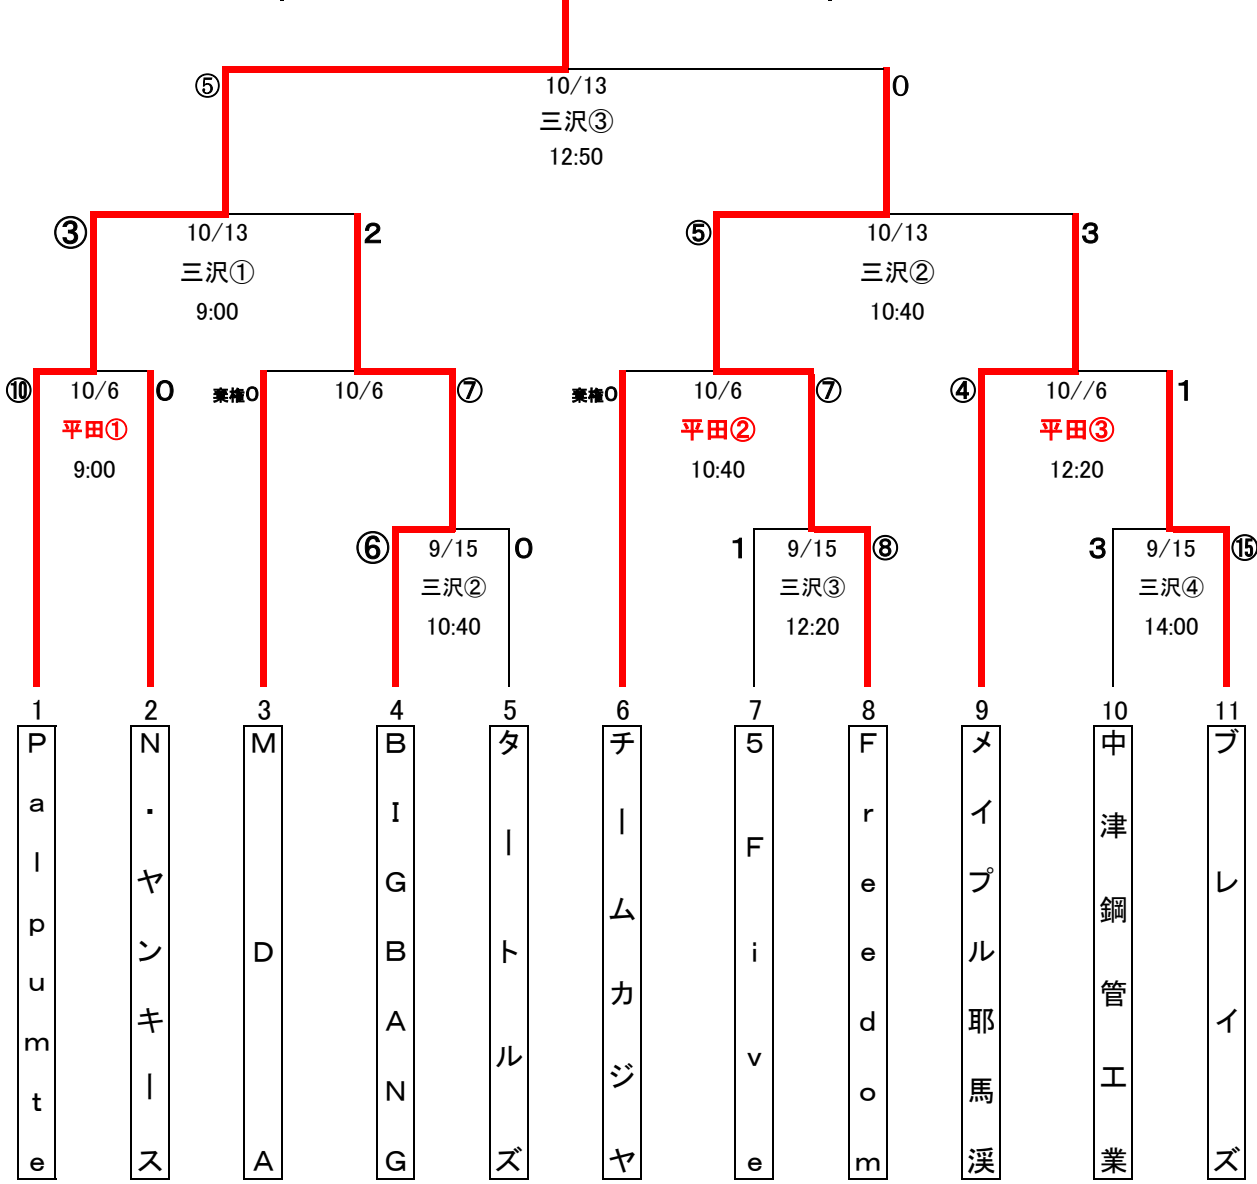 ⑤ 10/13 0
三沢③
12:50
③ 10/13 2
三沢①
9:00
⑤ 10/13 3
三沢②
10:40
⑩ 10/6 0
平田①
9:00
棄権0 10/6 ⑦
棄権0 10/6 ⑦
平田②
10:40
④ 10//6 1
平田③
12:20
⑥ 9/15 0
三沢②
10:40
1 9/15 ⑧
三沢③
12:20
3 9/15 ⑮
三沢④
14:00
1 2 3 4 5 6 7 8 9 10 11
Palpumte
N・ヤンキース
MDA
BIGBANG
タートルズ
チームカジヤ
5Five
Freedom
メイプル耶馬溪
中津鋼管工業
ブレイズ